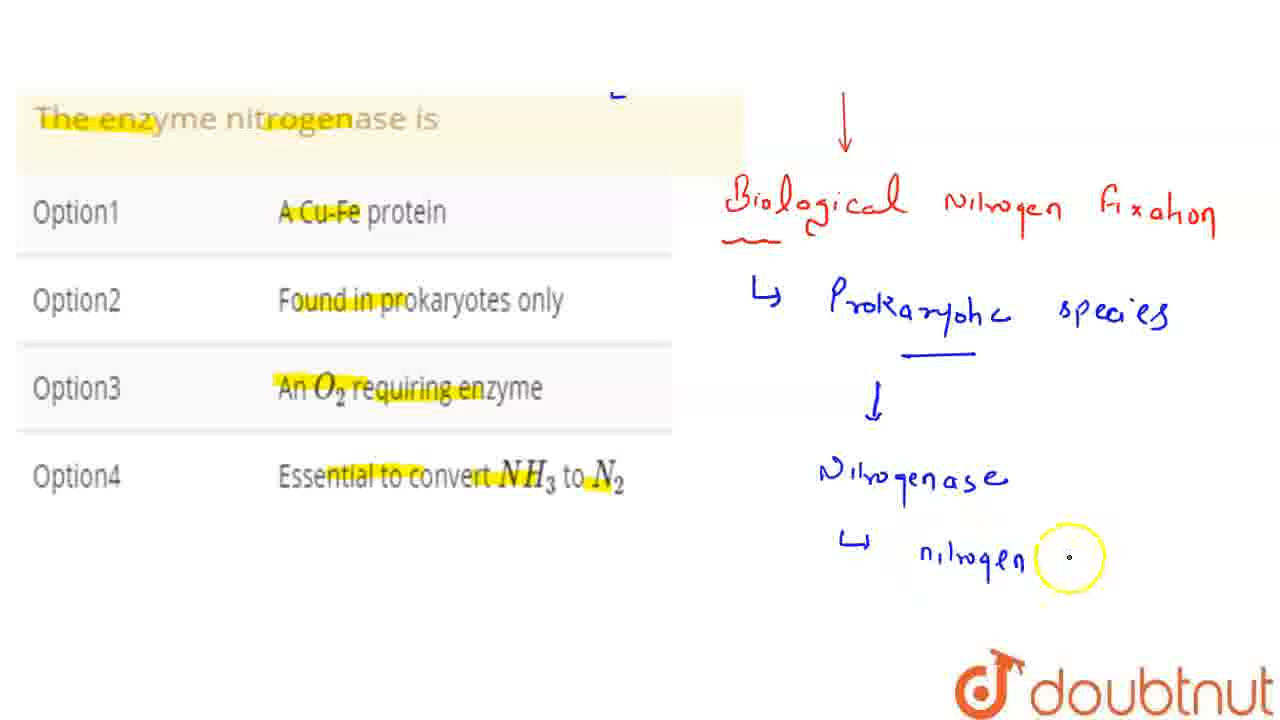 The enzyme nitrogenase is
Option1 A Cu-Fe protein
Option2 Found in prokaryotes only
Option3 An O₂ requiring enzyme
Option4 Essential to convert NH₃ to N₂
Biological Nitrogen Fixation
↳ Prokaryotic species
Nitrogenase
↳ nitrogen
doubtnut